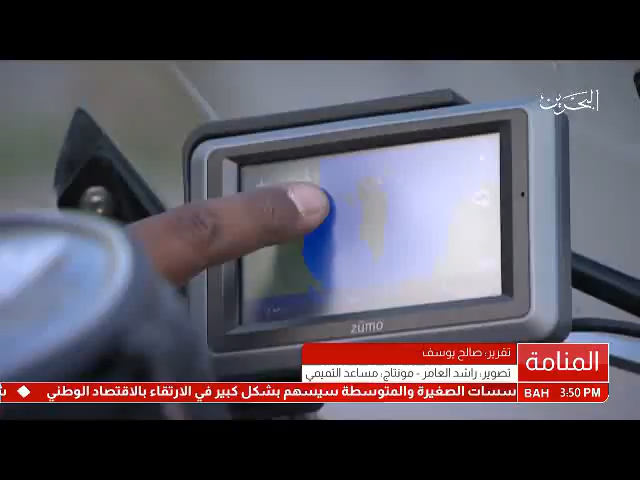 البحرين
zūmo
تقرير: صالح يوسف
المنامة
تصوير: راشد العامر - مونتاج: مساعد التميمي
سسات الصغيرة والمتوسطة سيسهم بشكل كبير في الارتقاء بالاقتصاد الوطني
BAH 3:50 PM